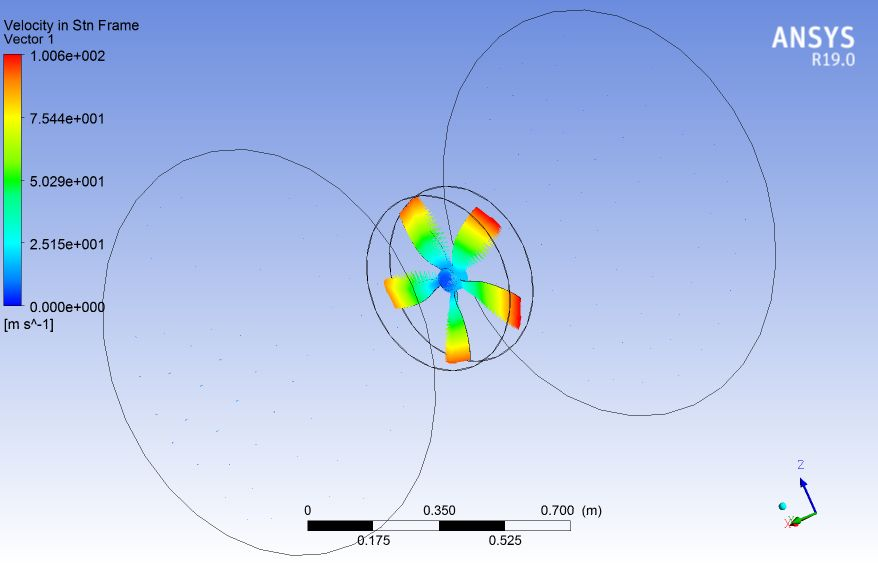 Velocity in Stn Frame
Vector 1
1.006e+002
7.544e+001
5.029e+001
2.515e+001
0.000e+000
[m s^-1]
ANSYS
R19.0
0 0.350 0.700 (m)
0.175 0.525
Z